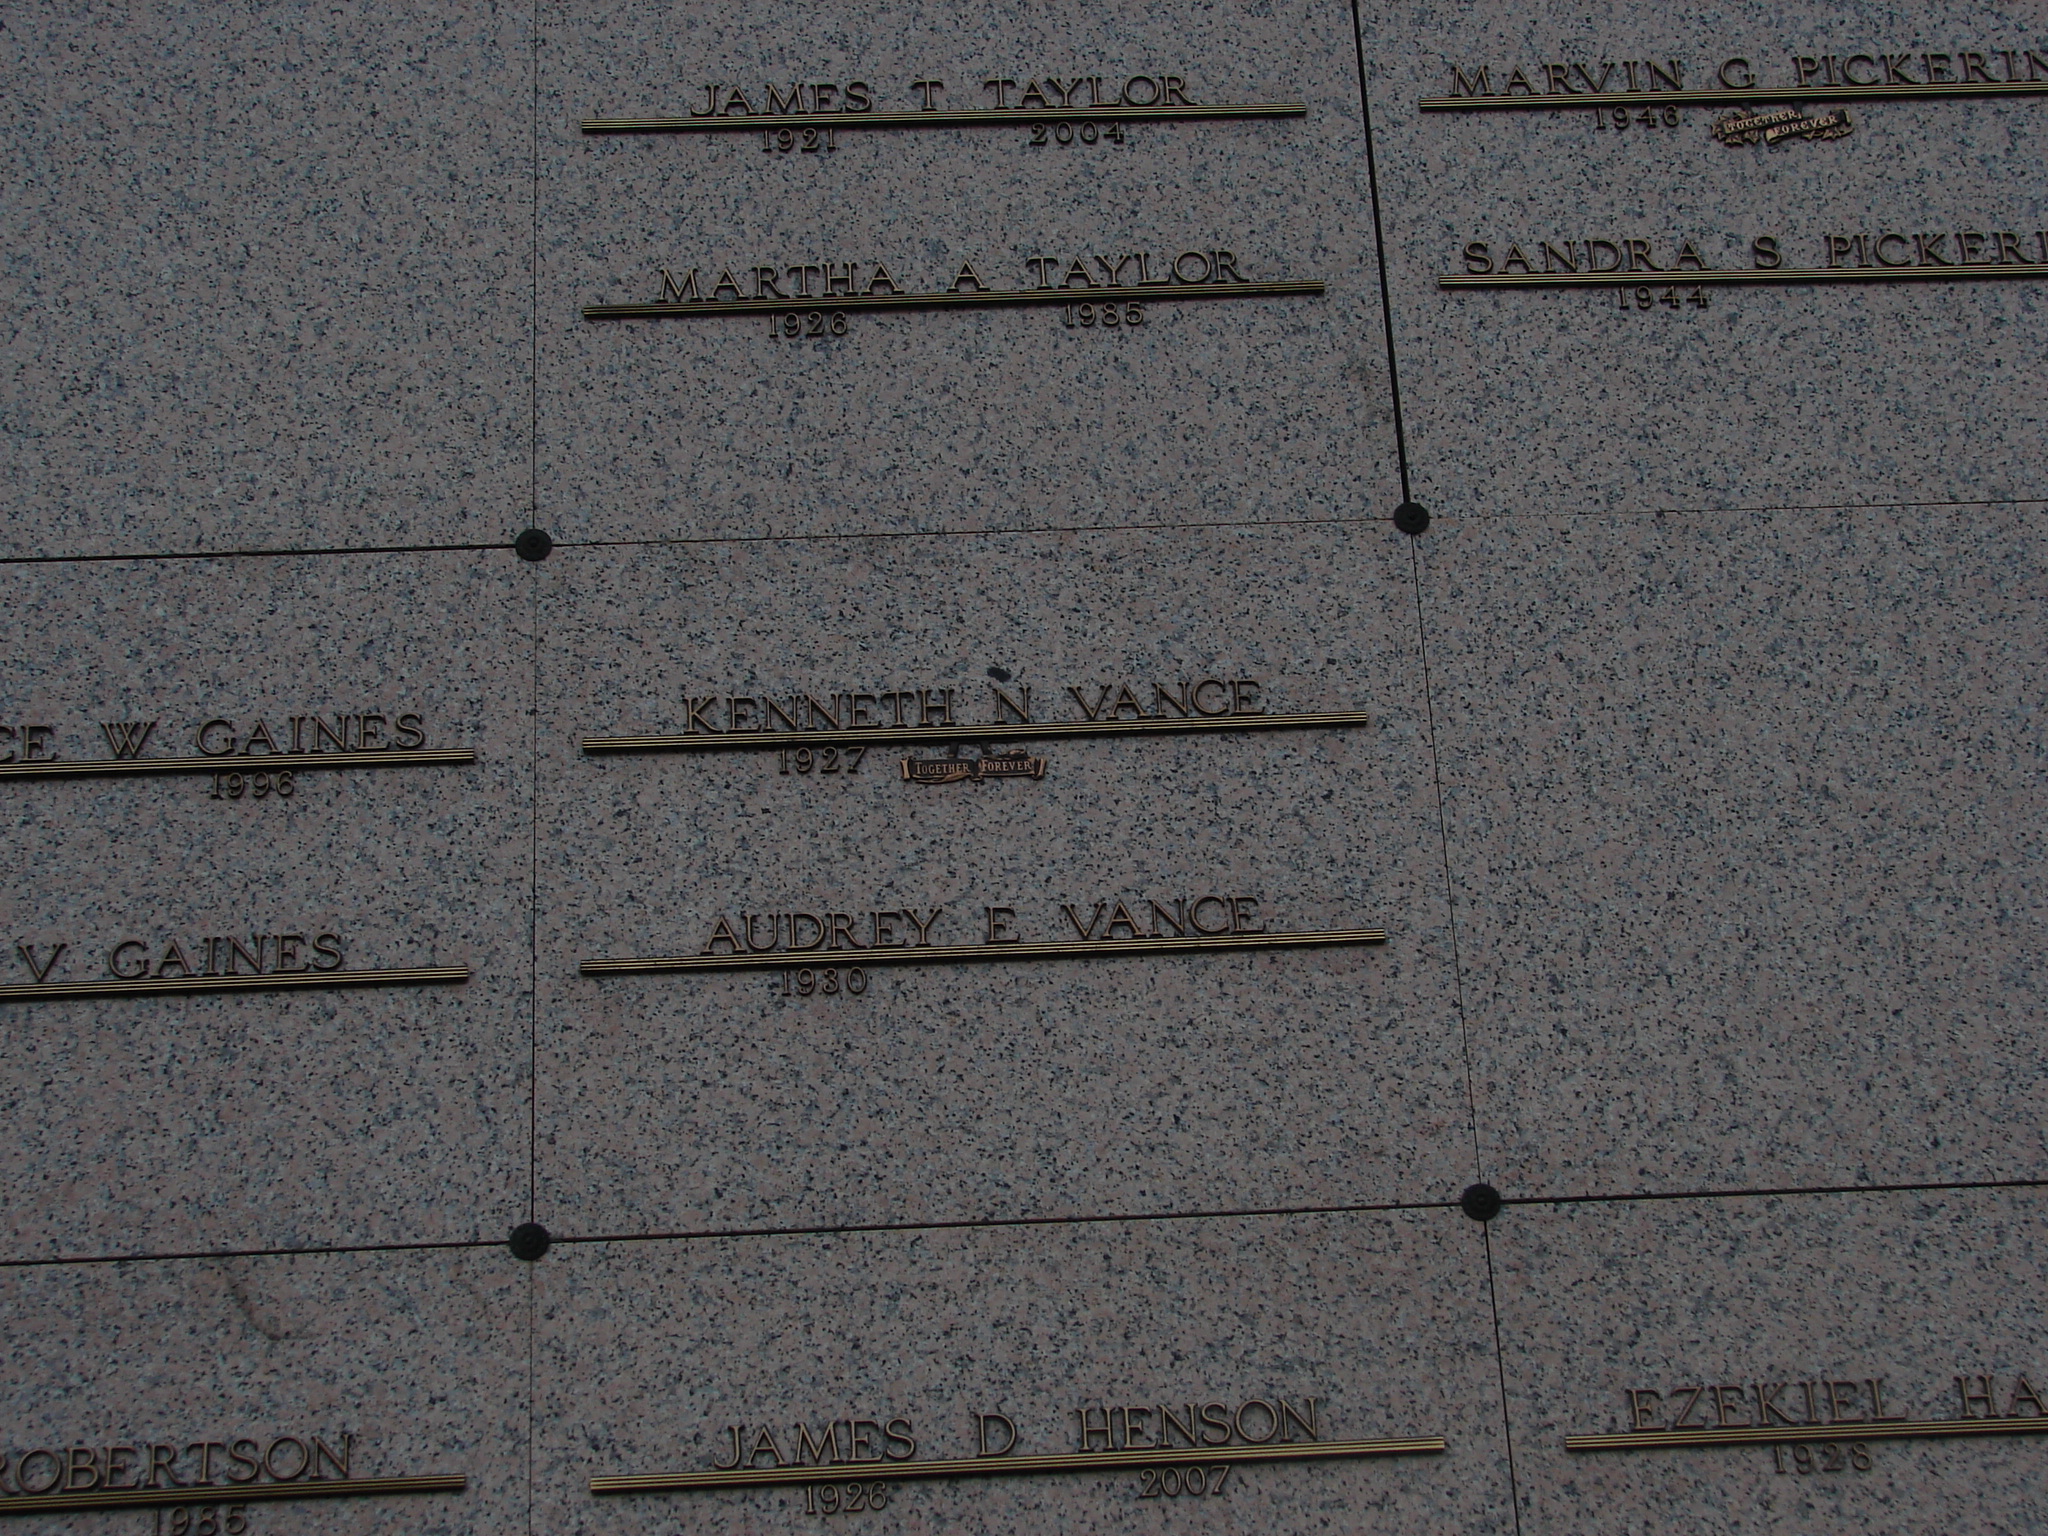 JAMES T TAYLOR
1921 2004
MARTHA A TAYLOR
1926 1985
MARVIN G PICKERIN
1946 TOGETHER FOREVER
SANDRA S PICKERI
1944
CE W GAINES
1996
V GAINES
KENNETH N VANCE
1927 TOGETHER FOREVER
AUDREY E VANCE
1930
ROBERTSON
1985
JAMES D HENSON
1926 2007
EZEKIEL HA
1928